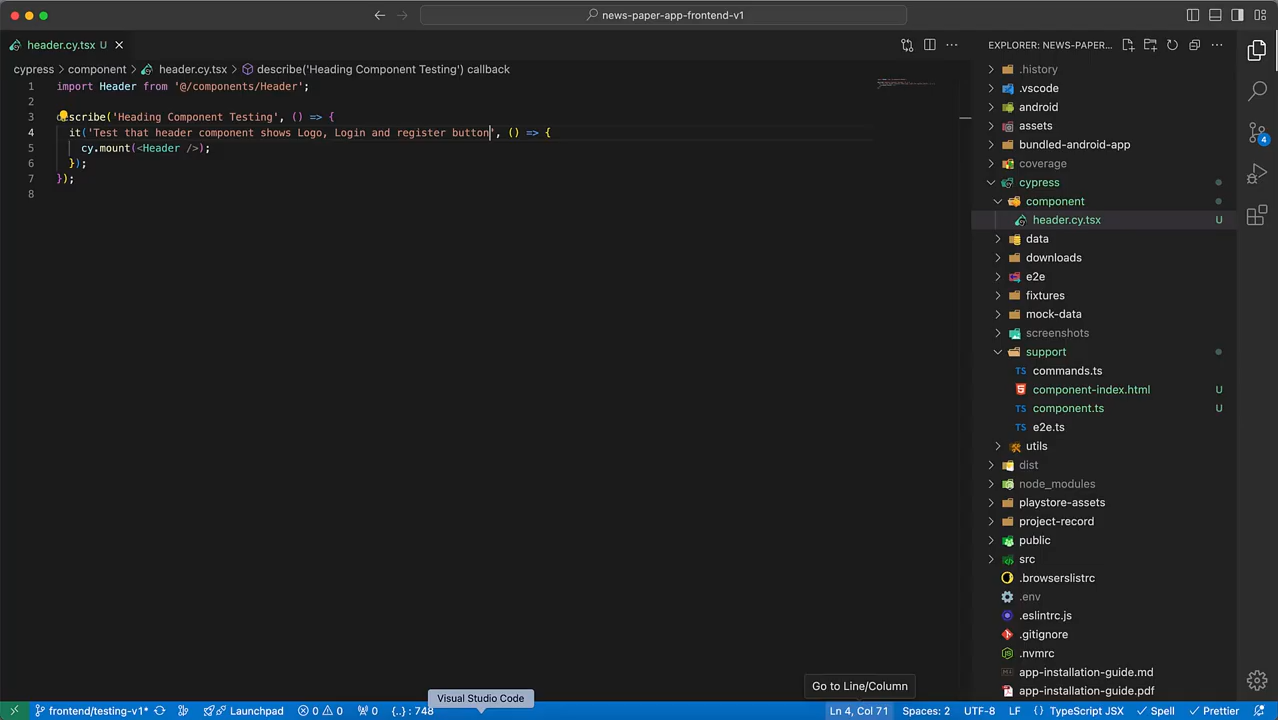 news-paper-app-frontend-v1
header.cy.tsx U
EXPLORER: NEWS-PAPER...
cypress > component > header.cy.tsx > describe('Heading Component Testing') callback
1 import Header from '@/components/Header';
2
3 describe('Heading Component Testing', () => {
4 it('Test that header component shows Logo, Login and register button', () => {
5 cy.mount(<Header />);
6 });
7 });
8
.history
.vscode
android
assets
bundled-android-app
coverage
cypress
component
header.cy.tsx U
data
downloads
e2e
fixtures
mock-data
screenshots
support
TS commands.ts
component-index.html U
TS component.ts U
TS e2e.ts
utils
dist
node_modules
playstore-assets
project-record
public
src
.browserslistrc
.env
.eslintrc.js
.gitignore
.nvmrc
app-installation-guide.md
app-installation-guide.pdf
4
Visual Studio Code
Go to Line/Column
frontend/testing-v1* Launchpad 0 0 0 {..} : 748 Ln 4, Col 71 Spaces: 2 UTF-8 LF {} TypeScript JSX Spell Prettier